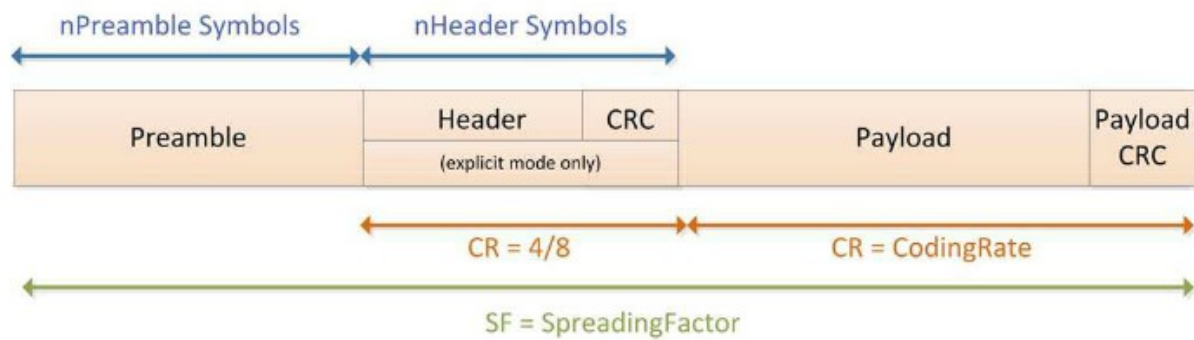 nPreamble Symbols
nHeader Symbols
Preamble
Header
CRC
(explicit mode only)
Payload
Payload
CRC
CR = 4/8
CR = CodingRate
SF = SpreadingFactor